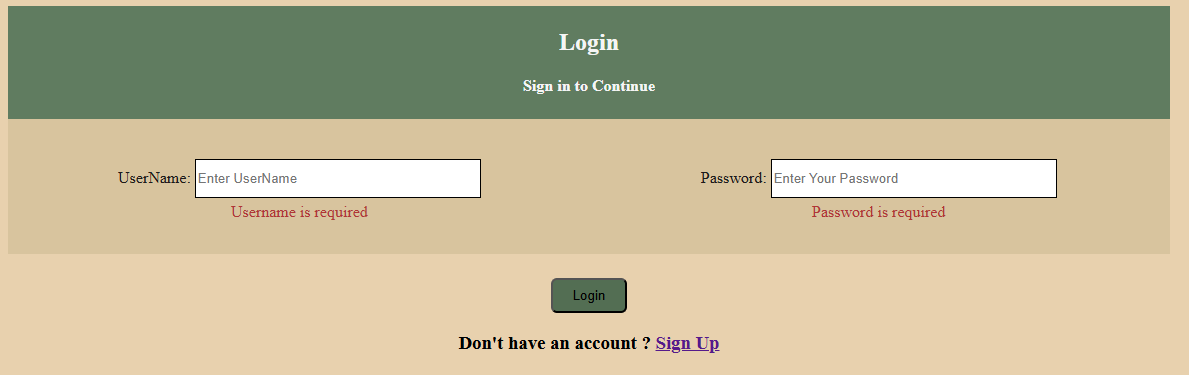 Login
Sign in to Continue
UserName: Enter UserName
Password: Enter Your Password
Username is required
Password is required
Login
Don't have an account ? Sign Up